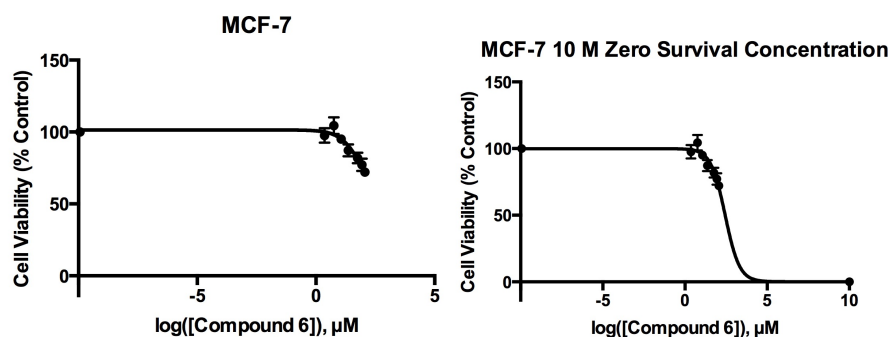 MCF-7
Cell Viability (% Control)
150
100
50
0
-5
0
5
log([Compound 6]), µM
MCF-7 10 M Zero Survival Concentration
Cell Viability (% Control)
150
100
50
0
-5
0
5
10
log([Compound 6]), µM